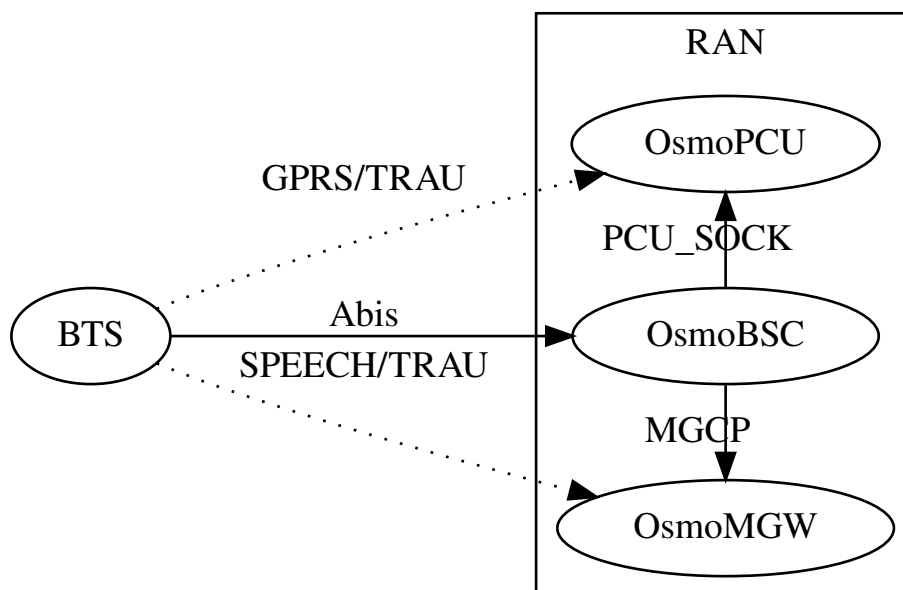 RAN
OsmoPCU
GPRS/TRAU
PCU_SOCK
Abis
BTS
OsmoBSC
SPEECH/TRAU
MGCP
OsmoMGW